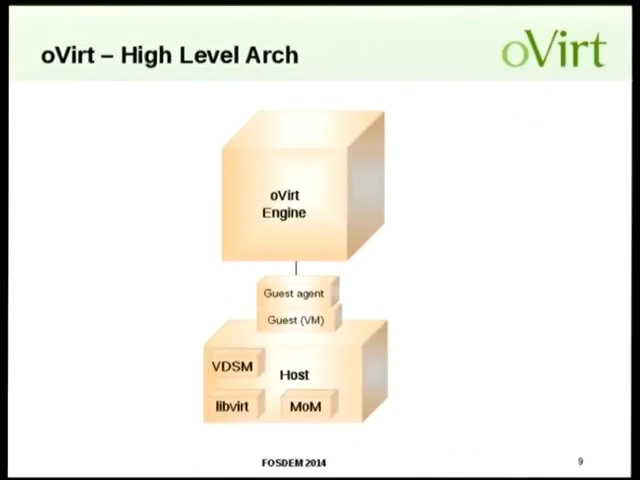 oVirt – High Level Arch
oVirt
oVirt
Engine
Guest agent
Guest (VM)
VDSM
Host
libvirt
MoM
FOSDEM 2014
9